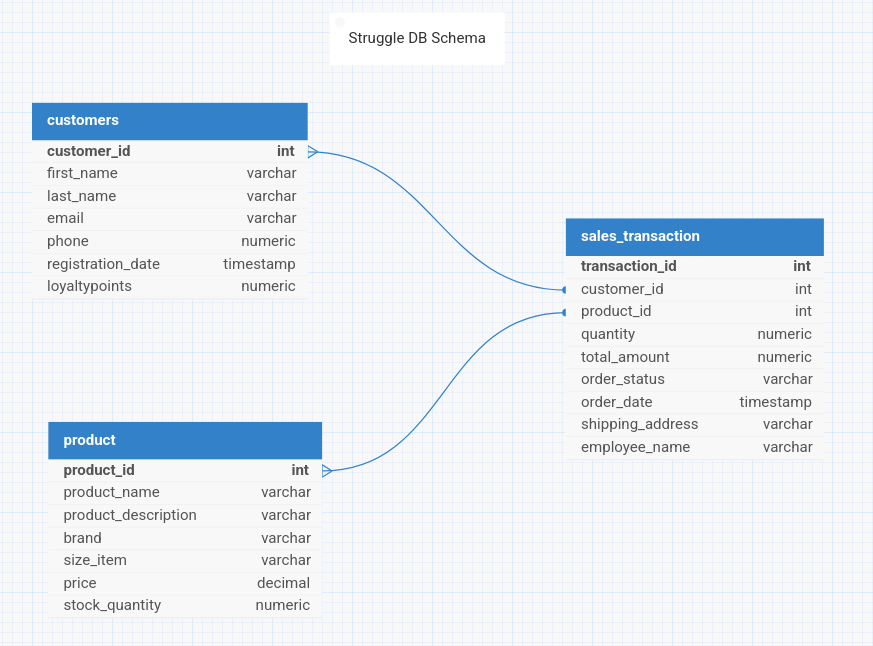 Struggle DB Schema
customers
customer_id int
first_name varchar
last_name varchar
email varchar
phone numeric
registration_date timestamp
loyaltypoints numeric
sales_transaction
transaction_id int
customer_id int
product_id int
quantity numeric
total_amount numeric
order_status varchar
order_date timestamp
shipping_address varchar
employee_name varchar
product
product_id int
product_name varchar
product_description varchar
brand varchar
size_item varchar
price decimal
stock_quantity numeric